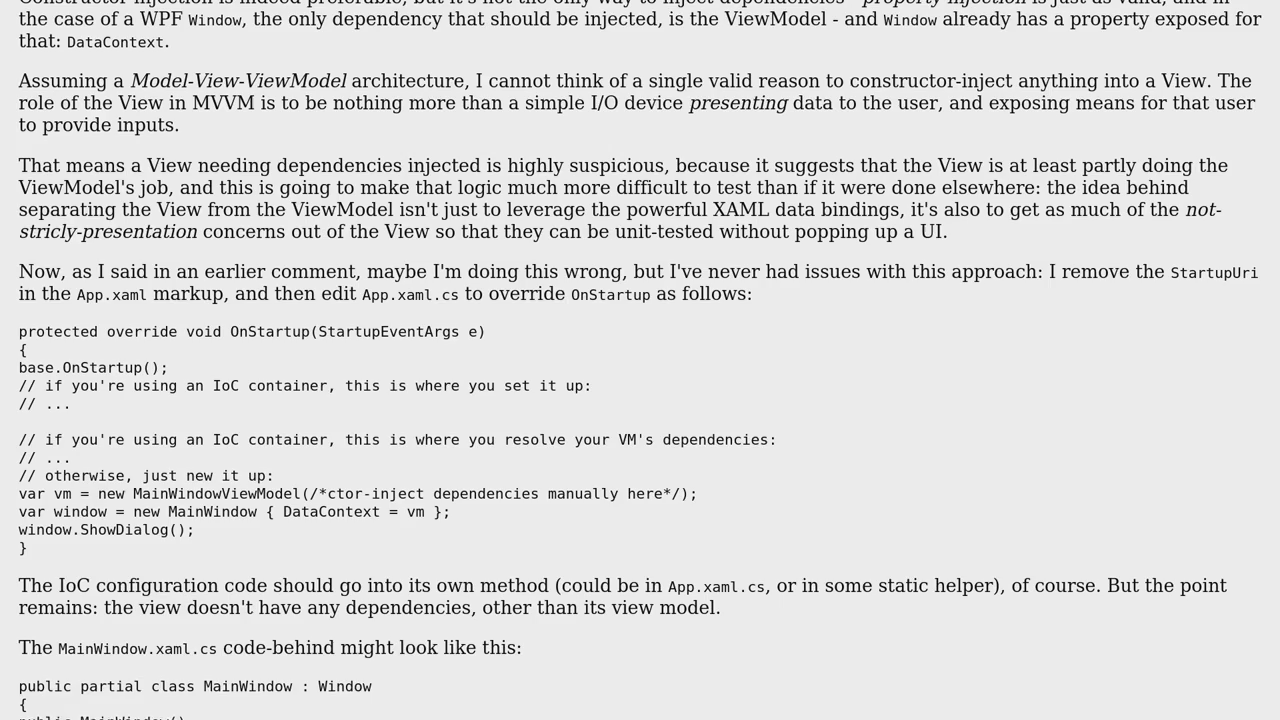 the case of a WPF Window, the only dependency that should be injected, is the ViewModel - and Window already has a property exposed for
that: DataContext.
Assuming a Model-View-ViewModel architecture, I cannot think of a single valid reason to constructor-inject anything into a View. The
role of the View in MVVM is to be nothing more than a simple I/O device presenting data to the user, and exposing means for that user
to provide inputs.
That means a View needing dependencies injected is highly suspicious, because it suggests that the View is at least partly doing the
ViewModel's job, and this is going to make that logic much more difficult to test than if it were done elsewhere: the idea behind
separating the View from the ViewModel isn't just to leverage the powerful XAML data bindings, it's also to get as much of the not-
stricly-presentation concerns out of the View so that they can be unit-tested without popping up a UI.
Now, as I said in an earlier comment, maybe I'm doing this wrong, but I've never had issues with this approach: I remove the StartupUri
in the App.xaml markup, and then edit App.xaml.cs to override OnStartup as follows:
protected override void OnStartup(StartupEventArgs e)
{
base.OnStartup();
// if you're using an IoC container, this is where you set it up:
// ...
// if you're using an IoC container, this is where you resolve your VM's dependencies:
// ...
// otherwise, just new it up:
var vm = new MainWindowViewModel(/*ctor-inject dependencies manually here*/);
var window = new MainWindow { DataContext = vm };
window.ShowDialog();
}
The IoC configuration code should go into its own method (could be in App.xaml.cs, or in some static helper), of course. But the point
remains: the view doesn't have any dependencies, other than its view model.
The MainWindow.xaml.cs code-behind might look like this:
public partial class MainWindow : Window
{